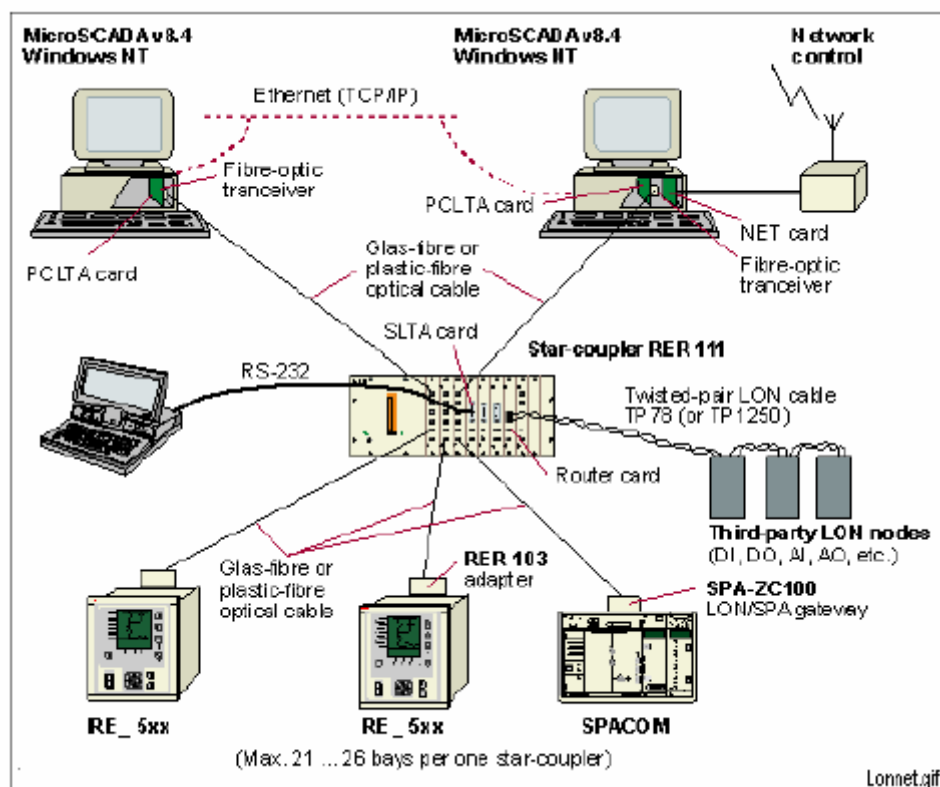 MicroSCADA v8.4
Windows NT
MicroSCADA v8.4
Windows NT
Network
control
Ethernet (TCP/IP)
Fibre-optic
tranceiver
PCLTA card
PCLTA card
NET card
Fibre-optic
tranceiver
Glas-fibre or
plastic-fibre
optical cable
SLTA card
Star-coupler RER 111
RS-232
Twisted-pair LON cable
TP 78 (or TP 1250)
Router card
Third-party LON nodes
(DI, DO, AI, AO, etc.)
Glas-fibre or
plastic-fibre
optical cable
RER 103
adapter
SPA-ZC100
LON/SPA gateway
RE_ 5xx
RE_ 5xx
SPACOM
(Max. 21 ... 26 bays per one star-coupler)
Lonnet.gif